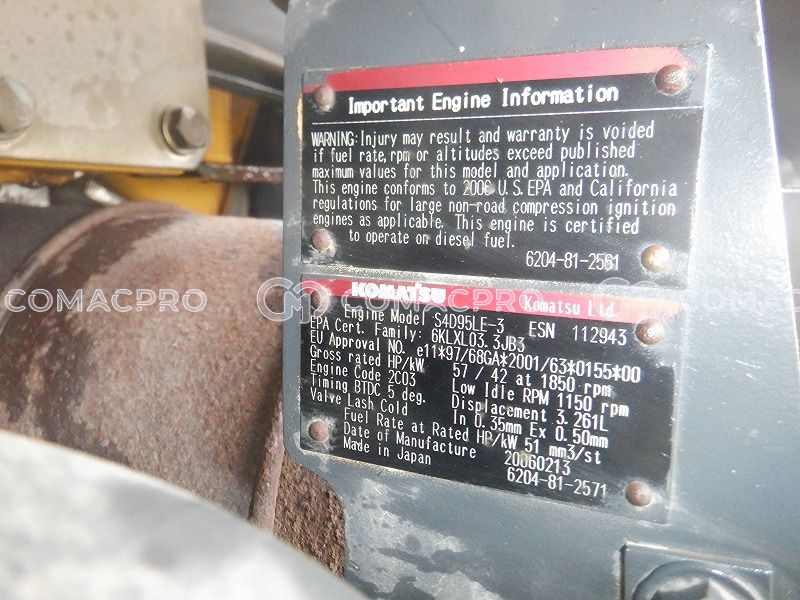 Important Engine Information
WARNING: Injury may result and warranty is voided
if fuel rate, rpm or altitudes exceed published
maximum values for this model and application.
This engine conforms to 2006 U.S.EPA and California
regulations for large non-road compression ignition
engines as applicable. This engine is certified
to operate on diesel fuel.
6204-81-2561
COMACPRO COMACPRO COMACPRO
KOMATSU Komatsu Ltd.
Engine Model S4D95LE-3 ESN 112943
EPA Cert. Family: 6KLXL03.3JB3
EU Approval NO. e11*97/68GA*2001/63*0155*00
Gross rated HP/kW 57 / 42 at 1850 rpm
Engine Code 2C03 Low Idle RPM 1150 rpm
Timing BTDC 5 deg. Displacement 3.261L
Valve Lash Cold In 0.35mm Ex 0.50mm
Fuel Rate at Rated HP/kW 51 mm3/st
Date of Manufacture 20060213
Made in Japan 6204-81-2571